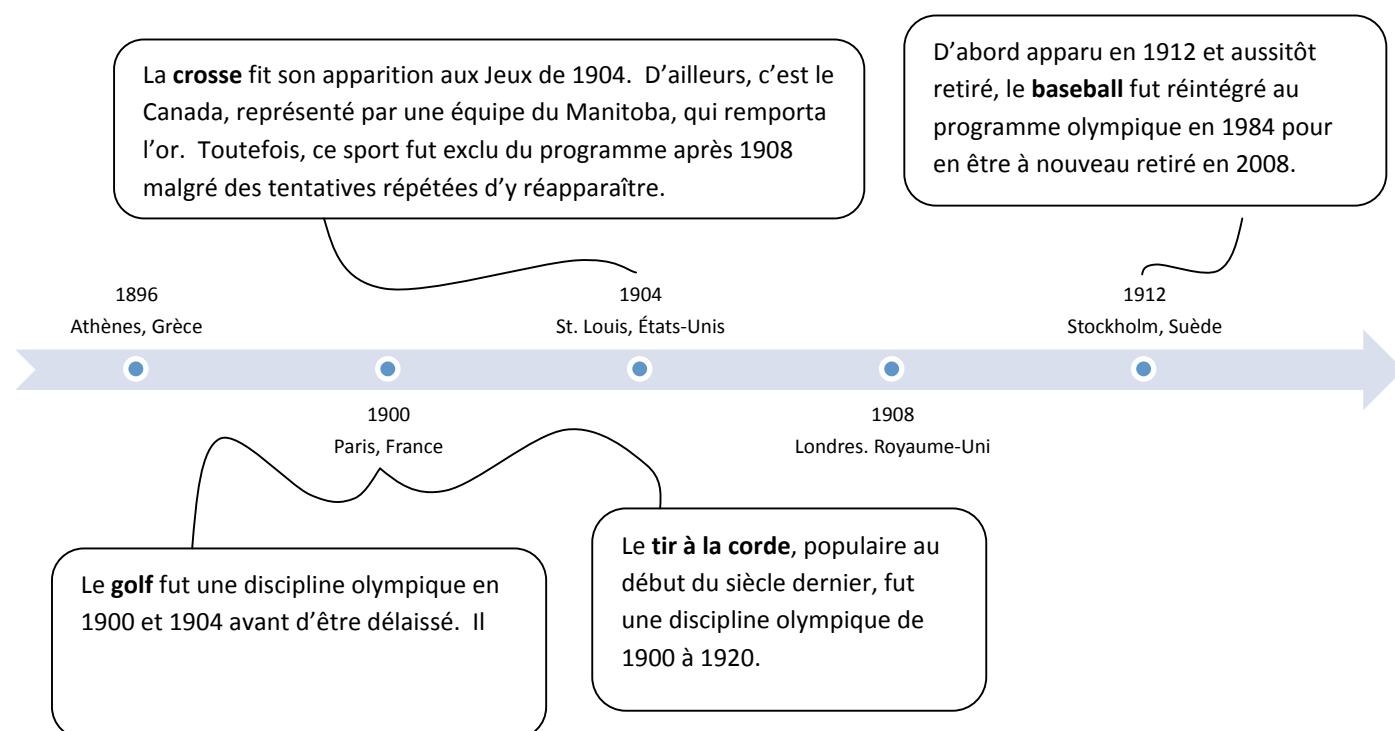 La crosse fit son apparition aux Jeux de 1904.  D’ailleurs, c’est le
Canada, représenté par une équipe du Manitoba, qui remporta
l’or.  Toutefois, ce sport fut exclu du programme après 1908
malgré des tentatives répétées d’y réapparaître.
D’abord apparu en 1912 et aussitôt
retiré, le baseball fut réintégré au
programme olympique en 1984 pour
en être à nouveau retiré en 2008.
1896
Athènes, Grèce
1904
St. Louis, États-Unis
1912
Stockholm, Suède
1900
Paris, France
1908
Londres. Royaume-Uni
Le golf fut une discipline olympique en
1900 et 1904 avant d’être délaissé.  Il
Le tir à la corde, populaire au
début du siècle dernier, fut
une discipline olympique de
1900 à 1920.